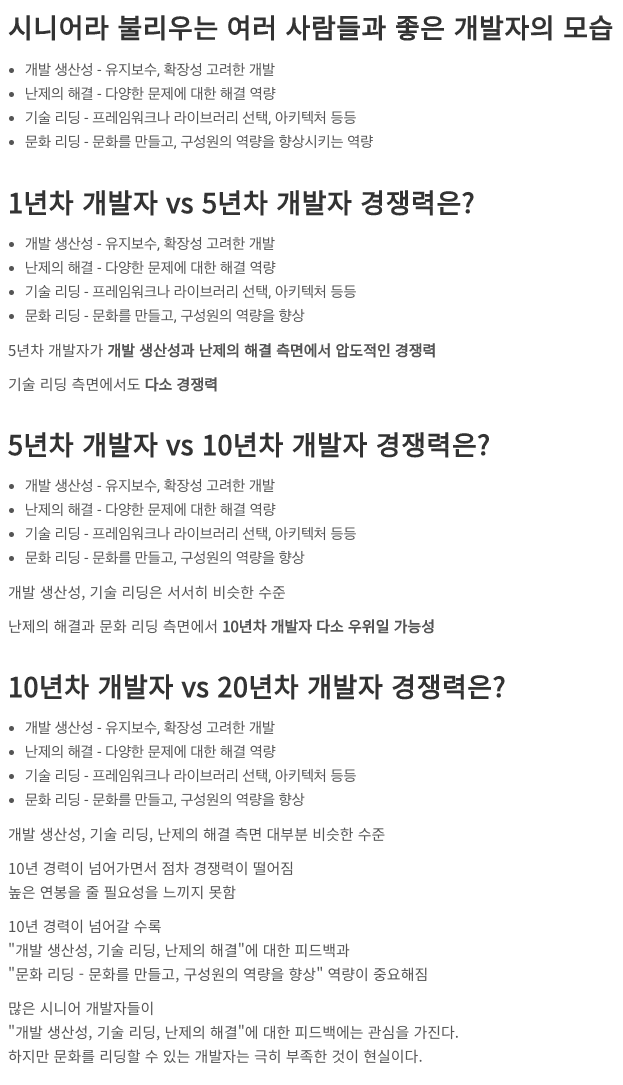 시니어라 불리우는 여러 사람들과 좋은 개발자의 모습
• 개발 생산성 - 유지보수, 확장성 고려한 개발
• 난제의 해결 - 다양한 문제에 대한 해결 역량
• 기술 리딩 - 프레임워크나 라이브러리 선택, 아키텍처 등등
• 문화 리딩 - 문화를 만들고, 구성원의 역량을 향상시키는 역량
1년차 개발자 vs 5년차 개발자 경쟁력은?
• 개발 생산성 - 유지보수, 확장성 고려한 개발
• 난제의 해결 - 다양한 문제에 대한 해결 역량
• 기술 리딩 - 프레임워크나 라이브러리 선택, 아키텍처 등등
• 문화 리딩 - 문화를 만들고, 구성원의 역량을 향상
5년차 개발자가 개발 생산성과 난제의 해결 측면에서 압도적인 경쟁력
기술 리딩 측면에서도 다소 경쟁력
5년차 개발자 vs 10년차 개발자 경쟁력은?
• 개발 생산성 - 유지보수, 확장성 고려한 개발
• 난제의 해결 - 다양한 문제에 대한 해결 역량
• 기술 리딩 - 프레임워크나 라이브러리 선택, 아키텍처 등등
• 문화 리딩 - 문화를 만들고, 구성원의 역량을 향상
개발 생산성, 기술 리딩은 서서히 비슷한 수준
난제의 해결과 문화 리딩 측면에서 10년차 개발자 다소 우위일 가능성
10년차 개발자 vs 20년차 개발자 경쟁력은?
• 개발 생산성 - 유지보수, 확장성 고려한 개발
• 난제의 해결 - 다양한 문제에 대한 해결 역량
• 기술 리딩 - 프레임워크나 라이브러리 선택, 아키텍처 등등
• 문화 리딩 - 문화를 만들고, 구성원의 역량을 향상
개발 생산성, 기술 리딩, 난제의 해결 측면 대부분 비슷한 수준
10년 경력이 넘어가면서 점차 경쟁력이 떨어짐
높은 연봉을 줄 필요성을 느끼지 못함
10년 경력이 넘어갈 수록
"개발 생산성, 기술 리딩, 난제의 해결"에 대한 피드백과
"문화 리딩 - 문화를 만들고, 구성원의 역량을 향상" 역량이 중요해짐
많은 시니어 개발자들이
"개발 생산성, 기술 리딩, 난제의 해결"에 대한 피드백에는 관심을 가진다.
하지만 문화를 리딩할 수 있는 개발자는 극히 부족한 것이 현실이다.